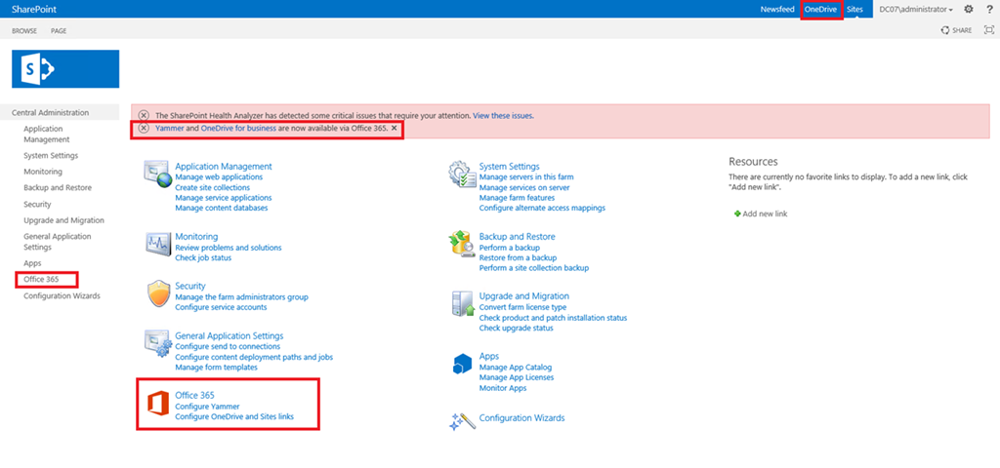 SharePoint
Newsfeed OneDrive Sites DC07\administrator ?
BROWSE PAGE
SHARE
S
Central Administration
Application
Management
System Settings
Monitoring
Backup and Restore
Security
Upgrade and Migration
General Application
Settings
Apps
Office 365
Configuration Wizards
The SharePoint Health Analyzer has detected some critical issues that require your attention. View these issues.
Yammer and OneDrive for business are now available via Office 365. ×
Application Management
Manage web applications
Create site collections
Manage service applications
Manage content databases
Monitoring
Review problems and solutions
Check job status
Security
Manage the farm administrators group
Configure service accounts
General Application Settings
Configure send to connections
Configure content deployment paths and jobs
Manage form templates
Office 365
Configure Yammer
Configure OneDrive and Sites links
System Settings
Manage servers in this farm
Manage services on server
Manage farm features
Configure alternate access mappings
Backup and Restore
Perform a backup
Restore from a backup
Perform a site collection backup
Upgrade and Migration
Convert farm license type
Check product and patch installation status
Check upgrade status
Apps
Manage App Catalog
Manage App Licenses
Monitor Apps
Configuration Wizards
Resources
There are currently no favorite links to display. To add a new link, click
"Add new link".
Add new link